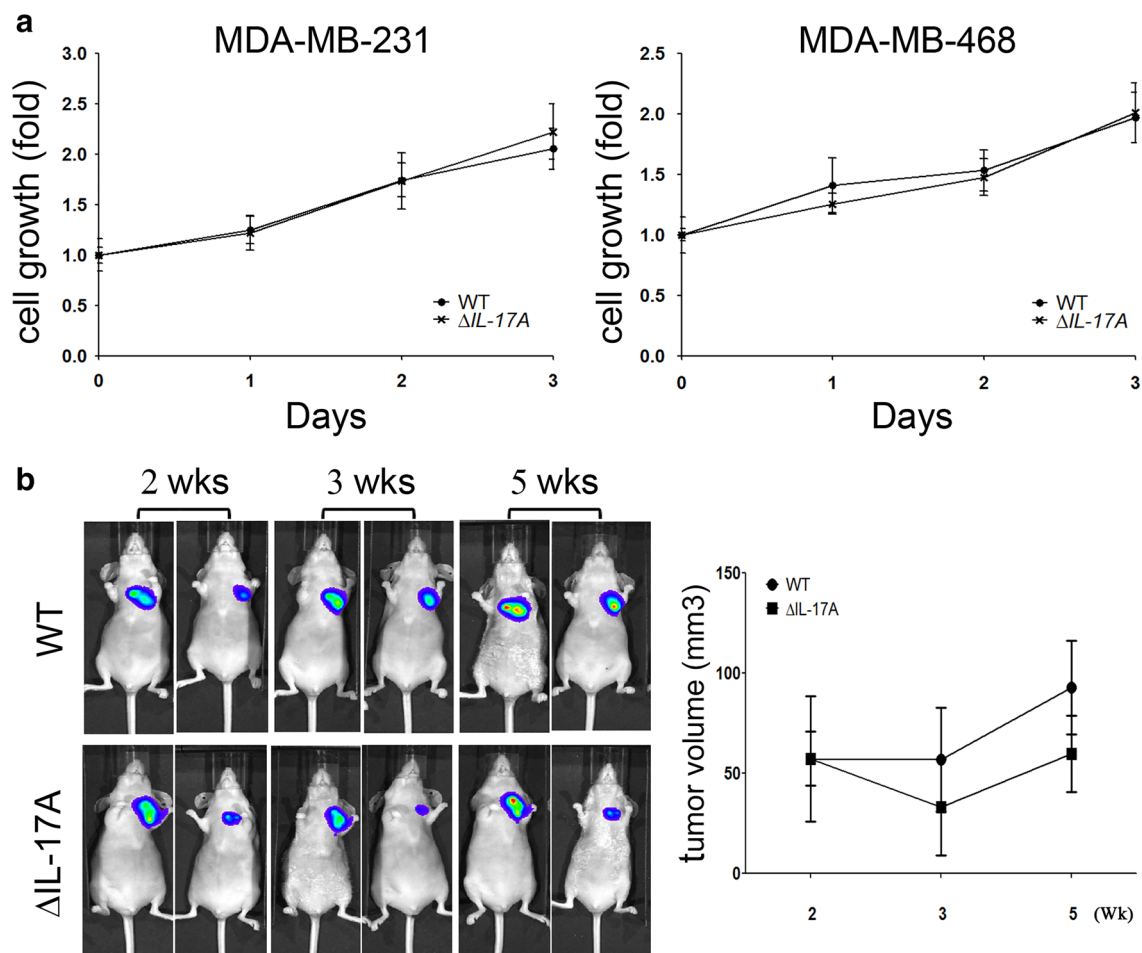 a
MDA-MB-231
cell growth (fold)
3.0
2.5
2.0
1.5
1.0
0.5
0.0
0 1 2 3
Days
WT
ΔIL-17A
MDA-MB-468
cell growth (fold)
2.5
2.0
1.5
1.0
0.5
0.0
0 1 2 3
Days
WT
ΔIL-17A
b
2 wks 3 wks 5 wks
WT
ΔIL-17A
tumor volume (mm3)
150
100
50
0
2 3 5 (Wk)
WT
ΔIL-17A